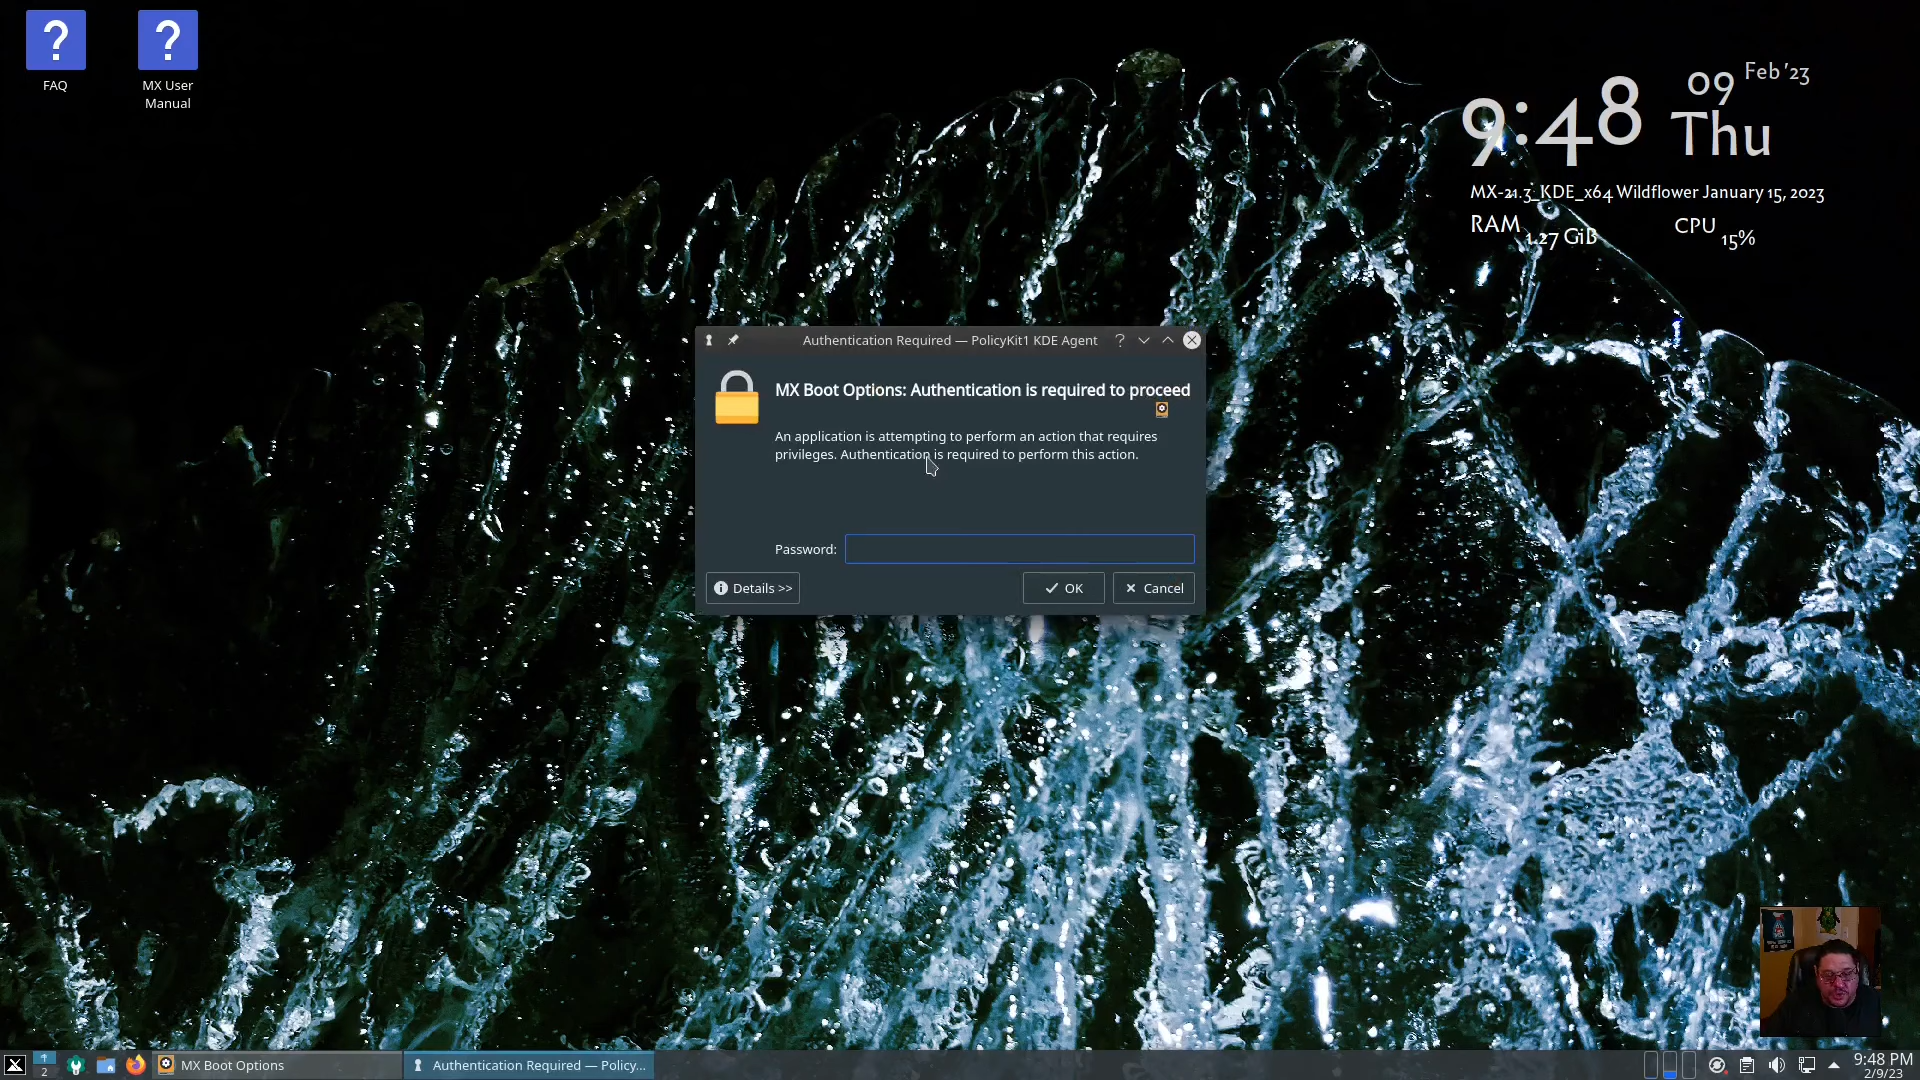 FAQ
MX User
Manual
9:48
09
Feb '23
Thu
MX-21.3_KDE_x64 Wildflower January 15, 2023
RAM
1.27 GiB
CPU
15%
Authentication Required — PolicyKit1 KDE Agent
MX Boot Options: Authentication is required to proceed
An application is attempting to perform an action that requires
privileges. Authentication is required to perform this action.
Password:
Details >>
OK
Cancel
2
MX Boot Options
Authentication Required — Policy...
9:48 PM
2/9/23